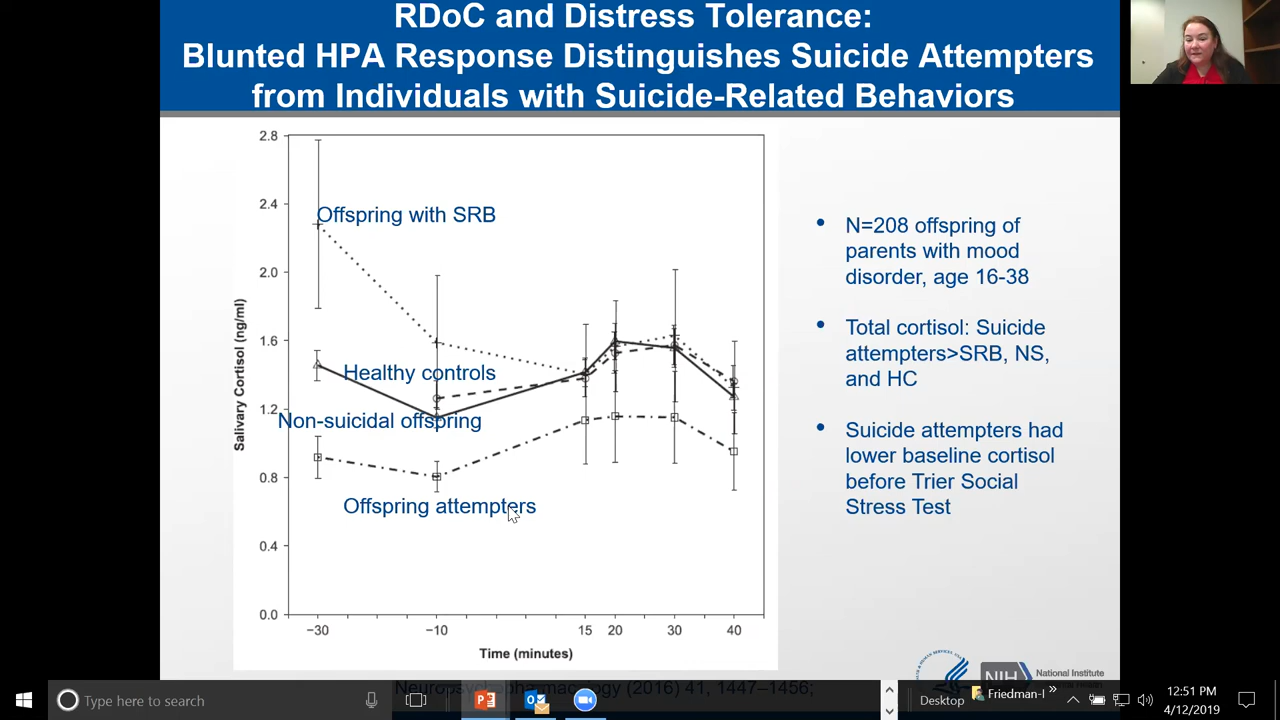 RDoC and Distress Tolerance:
Blunted HPA Response Distinguishes Suicide Attempters
from Individuals with Suicide-Related Behaviors
2.8
2.4
2.0
1.6
1.2
0.8
0.4
0.0
Salivary Cortisol (ng/ml)
Offspring with SRB
Healthy controls
Non-suicidal offspring
Offspring attempters
−30
−10
15
20
30
40
Time (minutes)
• N=208 offspring of
parents with mood
disorder, age 16-38
• Total cortisol: Suicide
attempters>SRB, NS,
and HC
• Suicide attempters had
lower baseline cortisol
before Trier Social
Stress Test
NIH
National Institute
Neuropsychopharmacology (2016) 41, 1447–1456;
Type here to search
Desktop
»
Friedman-I
12:51 PM
4/12/2019